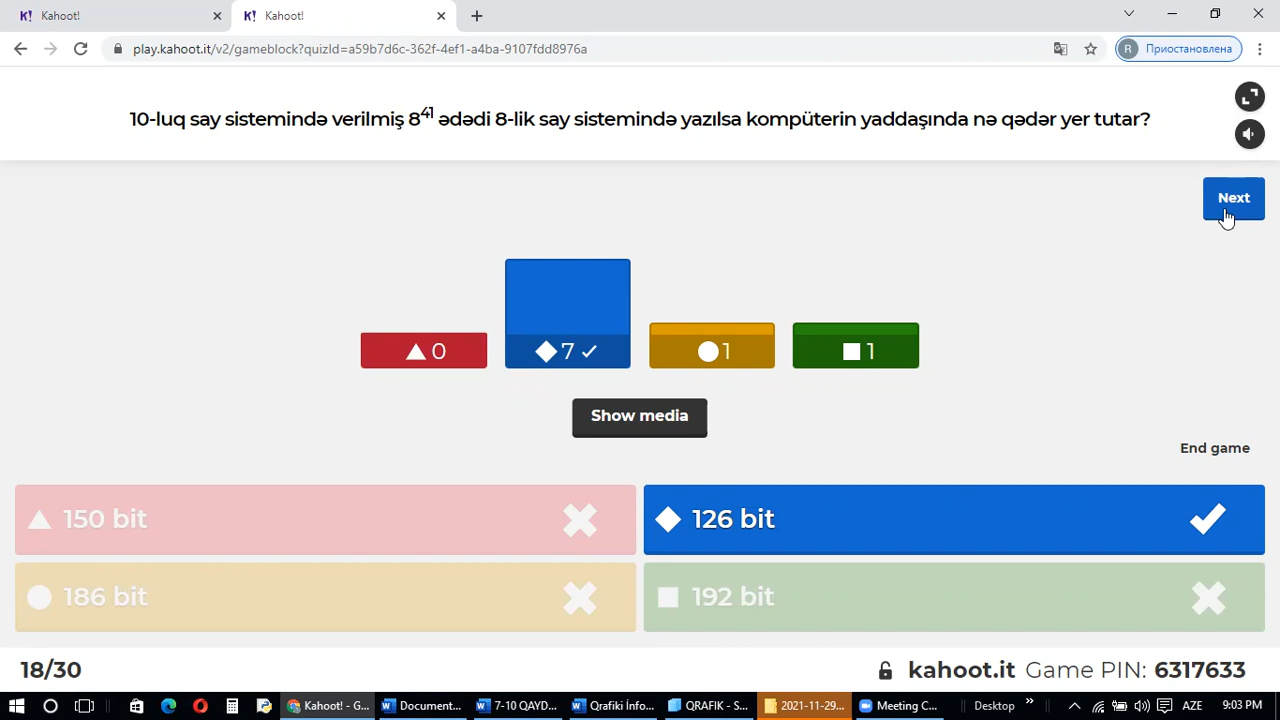 K! Kahoot!
K! Kahoot!
play.kahoot.it/v2/gameblock?quizId=a59b7d6c-362f-4ef1-a4ba-9107fdd8976a
R Приостановлена
10-luq say sistemində verilmiş 8⁴¹ ədədi 8-lik say sistemində yazılsa kompüterin yaddaşında nə qədər yer tutar?
Next
0
7
1
1
Show media
End game
150 bit
126 bit
186 bit
192 bit
18/30
kahoot.it Game PIN: 6317633
Kahoot! - G...
Document...
7-10 QAYD...
Qrafiki İnfo...
QRAFIK - S...
2021-11-29...
Meeting C...
Desktop
AZE
9:03 PM